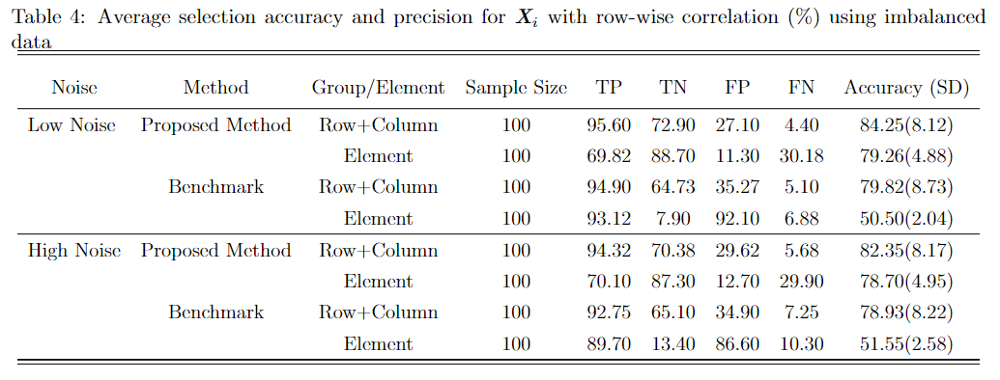 Table 4: Average selection accuracy and precision for Xᵢ with row-wise correlation (%) using imbalanced
data
Noise Method Group/Element Sample Size TP TN FP FN Accuracy (SD)
Low Noise Proposed Method Row+Column 100 95.60 72.90 27.10 4.40 84.25(8.12)
Element 100 69.82 88.70 11.30 30.18 79.26(4.88)
Benchmark Row+Column 100 94.90 64.73 35.27 5.10 79.82(8.73)
Element 100 93.12 7.90 92.10 6.88 50.50(2.04)
High Noise Proposed Method Row+Column 100 94.32 70.38 29.62 5.68 82.35(8.17)
Element 100 70.10 87.30 12.70 29.90 78.70(4.95)
Benchmark Row+Column 100 92.75 65.10 34.90 7.25 78.93(8.22)
Element 100 89.70 13.40 86.60 10.30 51.55(2.58)